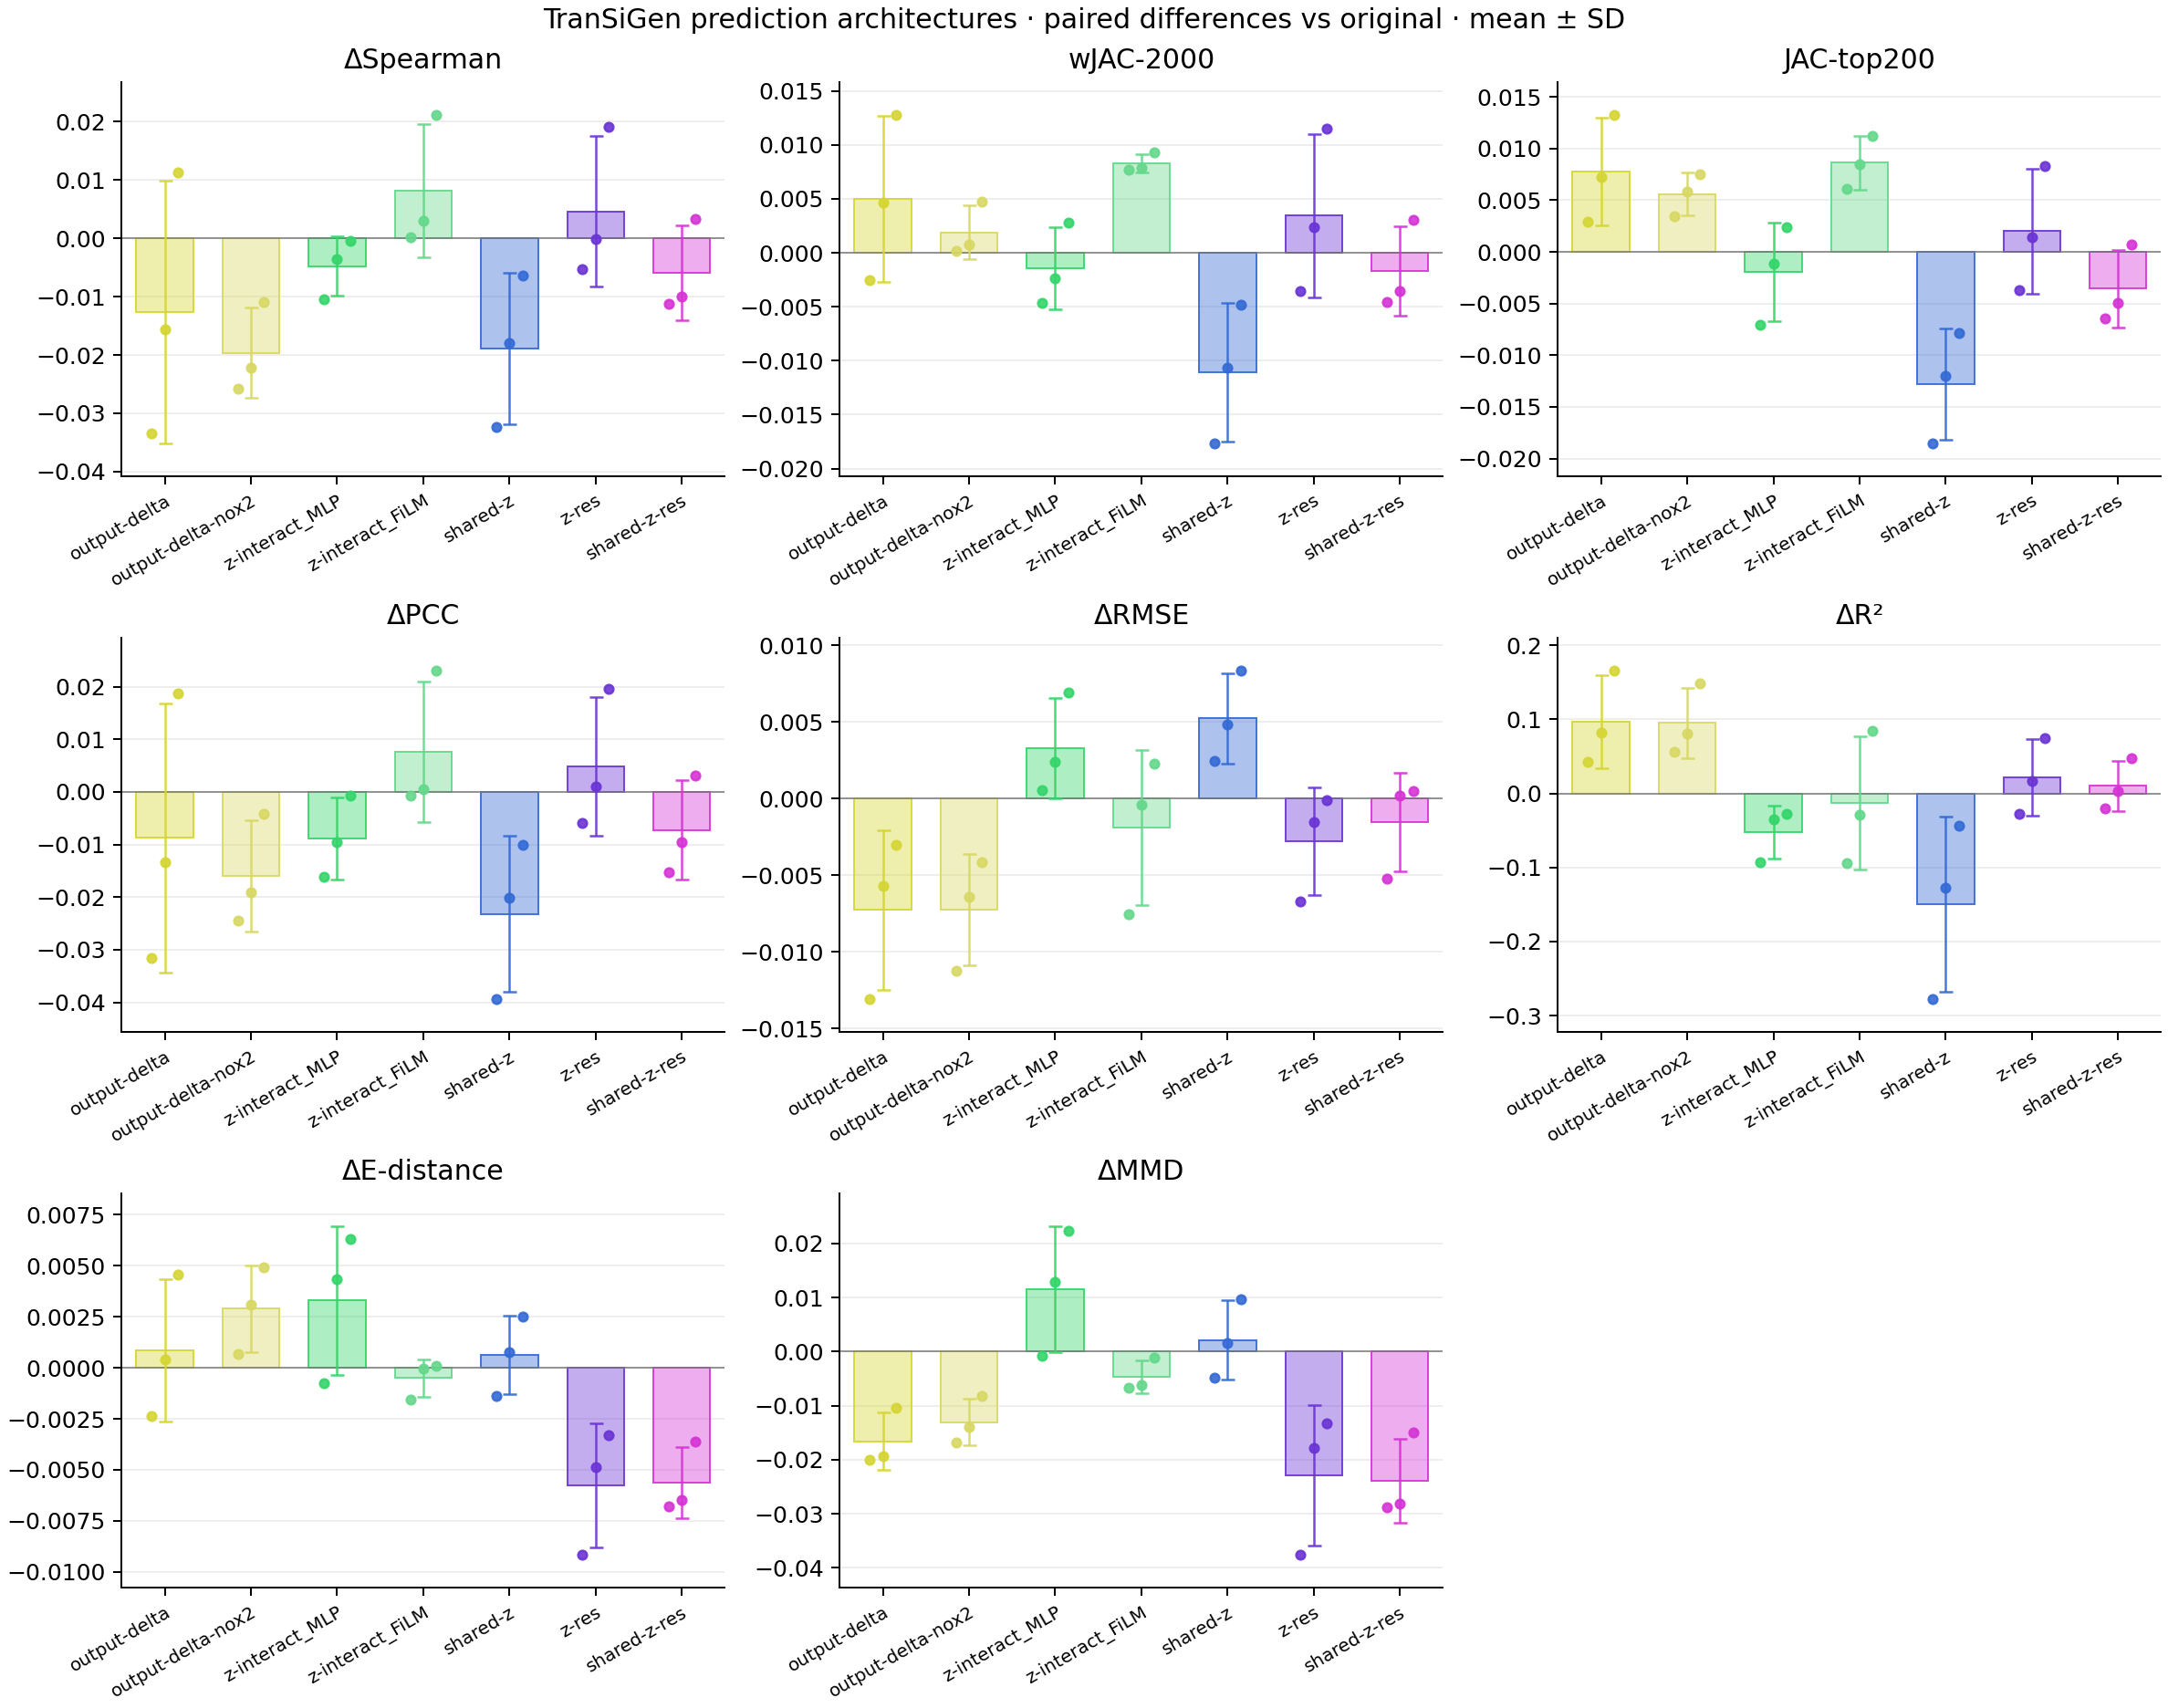 TranSiGen prediction architectures · paired differences vs original · mean ± SD
ΔSpearman
0.02
0.01
0.00
−0.01
−0.02
−0.03
−0.04
output-delta
output-delta-nox2
z-interact_MLP
z-interact_FiLM
shared-z
z-res
shared-z-res
wJAC-2000
0.015
0.010
0.005
0.000
−0.005
−0.010
−0.015
−0.020
output-delta
output-delta-nox2
z-interact_MLP
z-interact_FiLM
shared-z
z-res
shared-z-res
JAC-top200
0.015
0.010
0.005
0.000
−0.005
−0.010
−0.015
−0.020
output-delta
output-delta-nox2
z-interact_MLP
z-interact_FiLM
shared-z
z-res
shared-z-res
ΔPCC
0.02
0.01
0.00
−0.01
−0.02
−0.03
−0.04
output-delta
output-delta-nox2
z-interact_MLP
z-interact_FiLM
shared-z
z-res
shared-z-res
ΔRMSE
0.010
0.005
0.000
−0.005
−0.010
−0.015
output-delta
output-delta-nox2
z-interact_MLP
z-interact_FiLM
shared-z
z-res
shared-z-res
ΔR²
0.2
0.1
0.0
−0.1
−0.2
−0.3
output-delta
output-delta-nox2
z-interact_MLP
z-interact_FiLM
shared-z
z-res
shared-z-res
ΔE-distance
0.0075
0.0050
0.0025
0.0000
−0.0025
−0.0050
−0.0075
−0.0100
output-delta
output-delta-nox2
z-interact_MLP
z-interact_FiLM
shared-z
z-res
shared-z-res
ΔMMD
0.02
0.01
0.00
−0.01
−0.02
−0.03
−0.04
output-delta
output-delta-nox2
z-interact_MLP
z-interact_FiLM
shared-z
z-res
shared-z-res